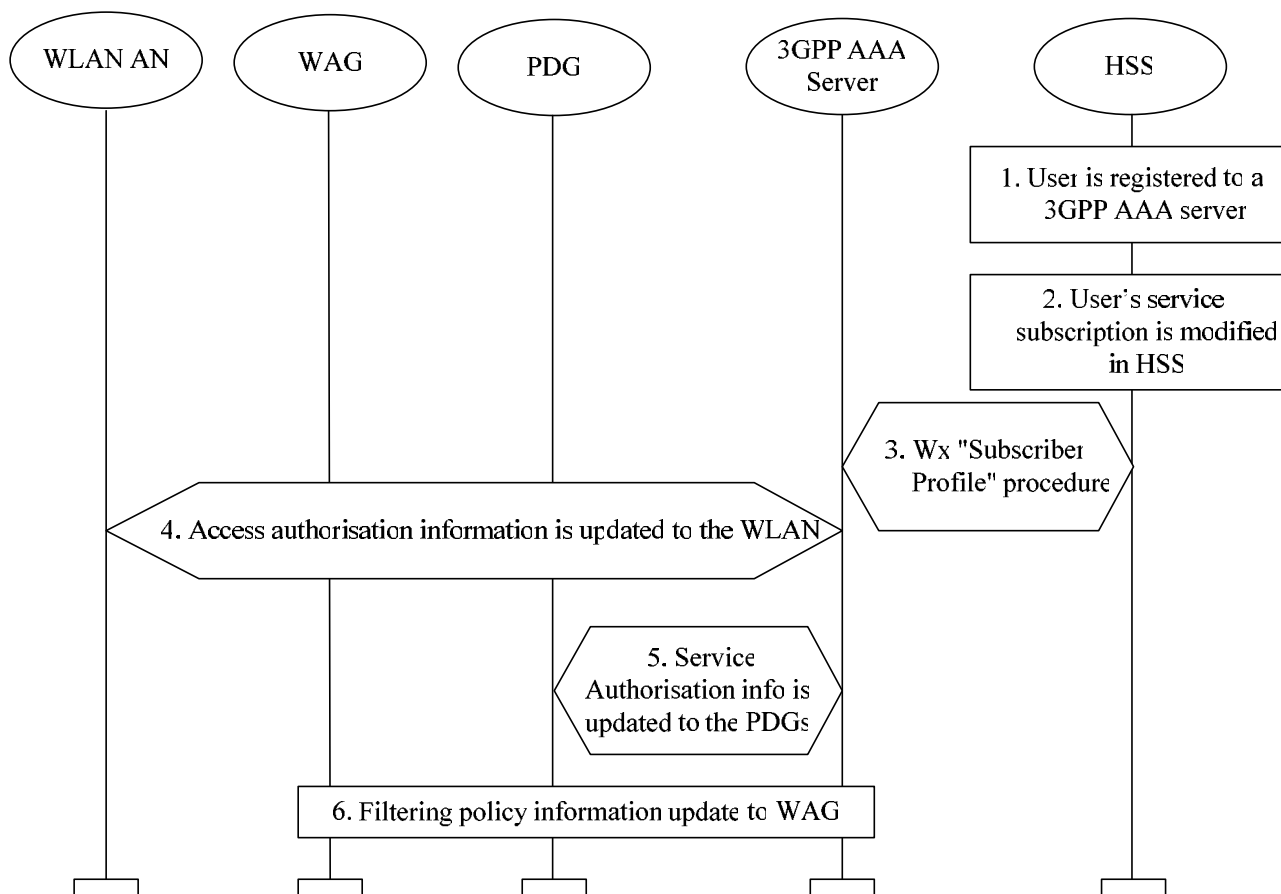 WLAN AN
WAG
PDG
3GPP AAA
Server
HSS
1. User is registered to a
3GPP AAA server
2. User's service
subscription is modified
in HSS
3. Wx "Subscriber
Profile" procedure
4. Access authorisation information is updated to the WLAN
5. Service
Authorisation info is
updated to the PDGs
6. Filtering policy information update to WAG